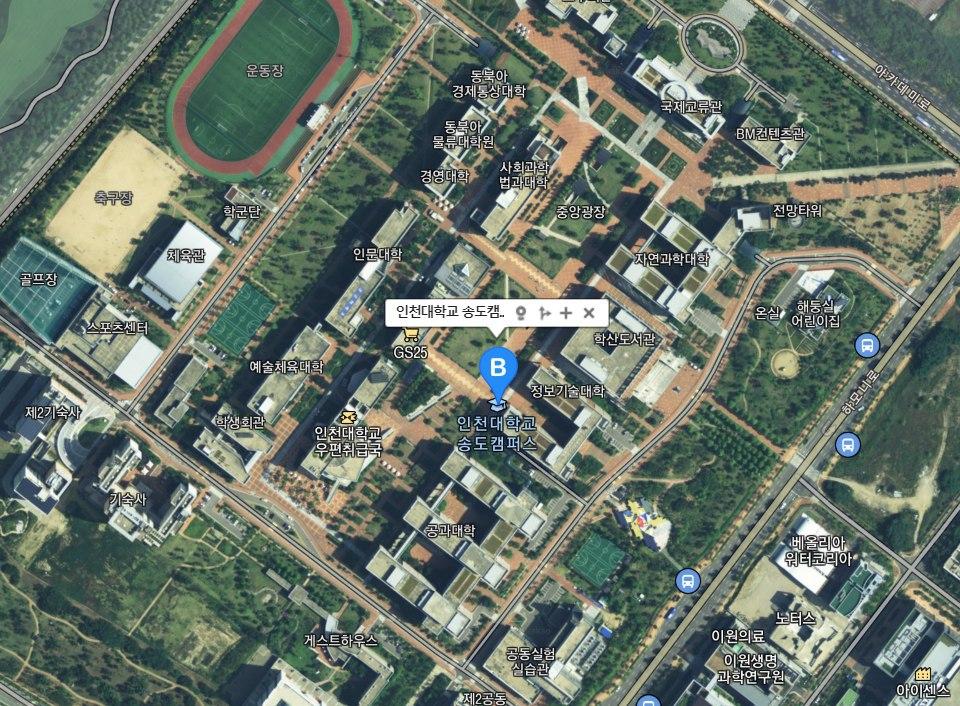 운동장
동북아
경제통상대학
국제교류관
아카데미로
동북아
물류대학원
BM컨텐츠관
경영대학
사회과학
법과대학
축구장
학군단
중앙광장
전망타워
체육관
인문대학
자연과학대학
골프장
스포츠센터
인천대학교 송도캠..
온실
해둥실
어린이집
GS25
학산도서관
예술체육대학
B
정보기술대학
하모니로
제2기숙사
학생회관
인천대학교
우편취급국
인천대학교
송도캠퍼스
기숙사
공과대학
베올리아
워터코리아
노터스
게스트하우스
이원의료
공동실험
실습관
이원생명
과학연구원
제2공동
아이센스